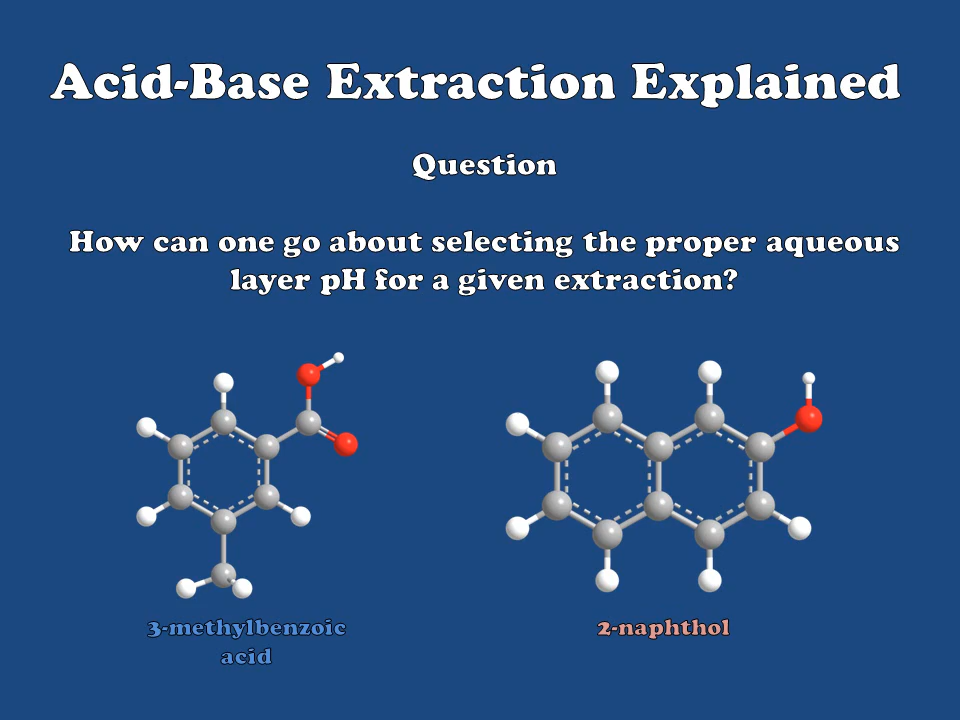 Acid-Base Extraction Explained
Question
How can one go about selecting the proper aqueous
layer pH for a given extraction?
3-methylbenzoic
acid
2-naphthol